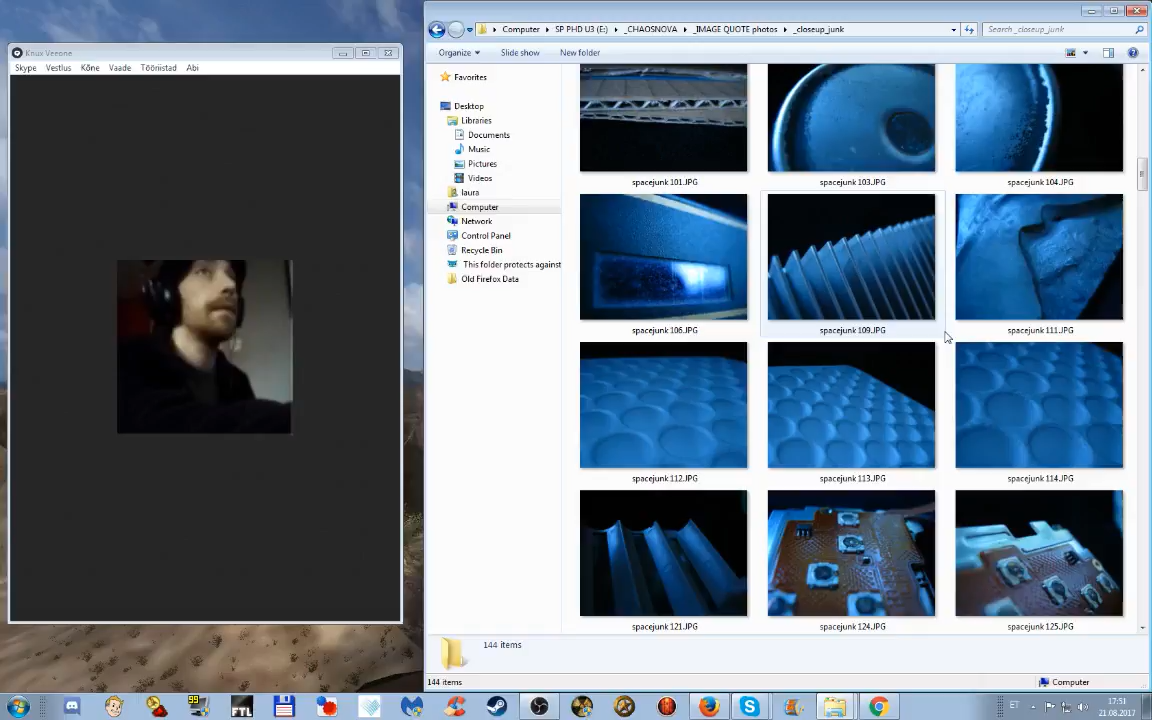 Knux Veerone
Skype Vestlus Kõne Vaade Tööriistad Abi
Computer SP PHD U3 (E:) _CHAOSNOVA _IMAGE QUOTE photos _closeup_junk
Search _closeup_junk
Organize Slide show New folder
Favorites
Desktop
Libraries
Documents
Music
Pictures
Videos
laura
Computer
Network
Control Panel
Recycle Bin
This folder protects against
Old Firefox Data
spacejunk 101.JPG spacejunk 103.JPG spacejunk 104.JPG
spacejunk 106.JPG spacejunk 109.JPG spacejunk 111.JPG
spacejunk 112.JPG spacejunk 113.JPG spacejunk 114.JPG
spacejunk 121.JPG spacejunk 124.JPG spacejunk 125.JPG
144 items
144 items Computer
99
FTL
ET
17:51
21.08.2017